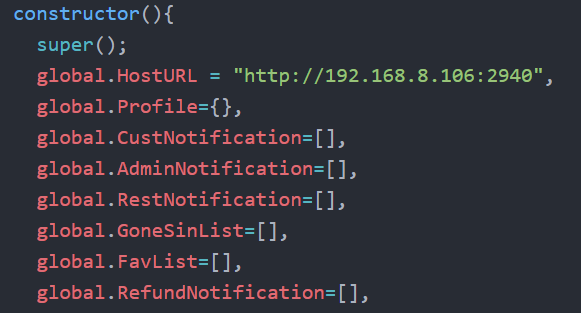 constructor(){
super();
global.HostURL = "http://192.168.8.106:2940",
global.Profile={},
global.CustNotification=[],
global.AdminNotification=[],
global.RestNotification=[],
global.GoneSinList=[],
global.FavList=[],
global.RefundNotification=[],